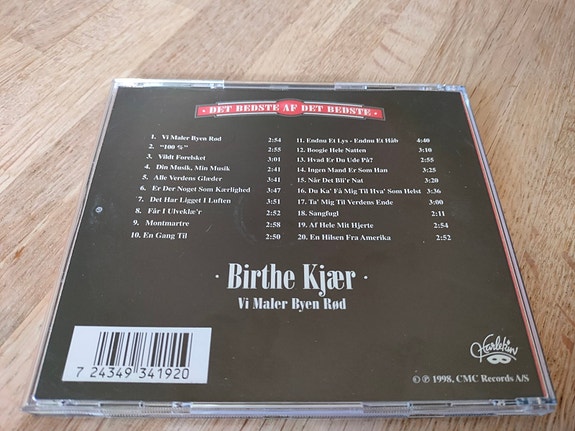 · DET BEDSTE AF DET BEDSTE ·
1. Vi Maler Byen Rød 2:54
2. "100 %" 2:55
3. Vildt Forelsket 3:01
4. Din Musik, Min Musik 3:41
5. Alle Verdens Glæder 3:41
6. Er Der Noget Som Kærlighed 3:47
7. Det Har Ligget I Luften 3:51
8. Får I Ulveklæ'r 2:52
9. Montmartre 2:58
10. En Gang Til 2:50
11. Endnu Et Lys - Endnu Et Håb 4:40
12. Boogie Hele Natten 3:10
13. Hvad Er Du Ude På? 2:55
14. Ingen Mand Er Som Han 3:25
15. Når Det Bli'r Nat 3:20
16. Du Ka' Få Mig Til Hva' Som Helst 3:36
17. Ta' Mig Til Verdens Ende 3:00
18. Sangfugl 2:11
19. Af Hele Mit Hjerte 2:54
20. En Hilsen Fra Amerika 2:52
· Birthe Kjær ·
Vi Maler Byen Rød
7 24349 341920
Harlekin
© ℗ 1998, CMC Records A/S